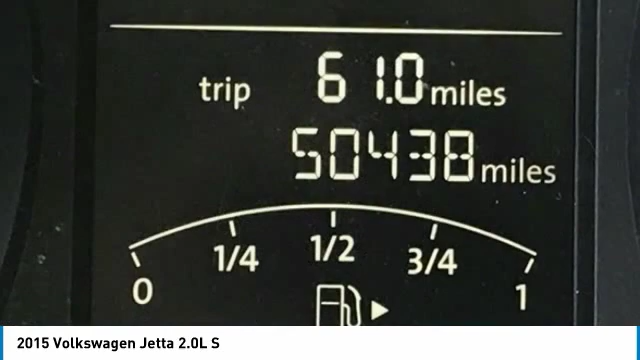 trip 61.0 miles
50438 miles
0 1/4 1/2 3/4 1
2015 Volkswagen Jetta 2.0L S